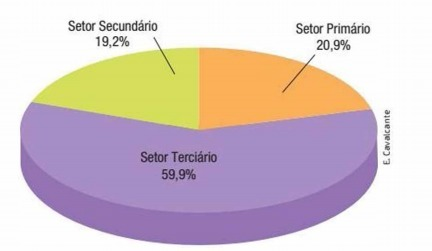 Setor Secundário
19,2%
Setor Primário
20,9%
Setor Terciário
59,9%
E. Cavalcante